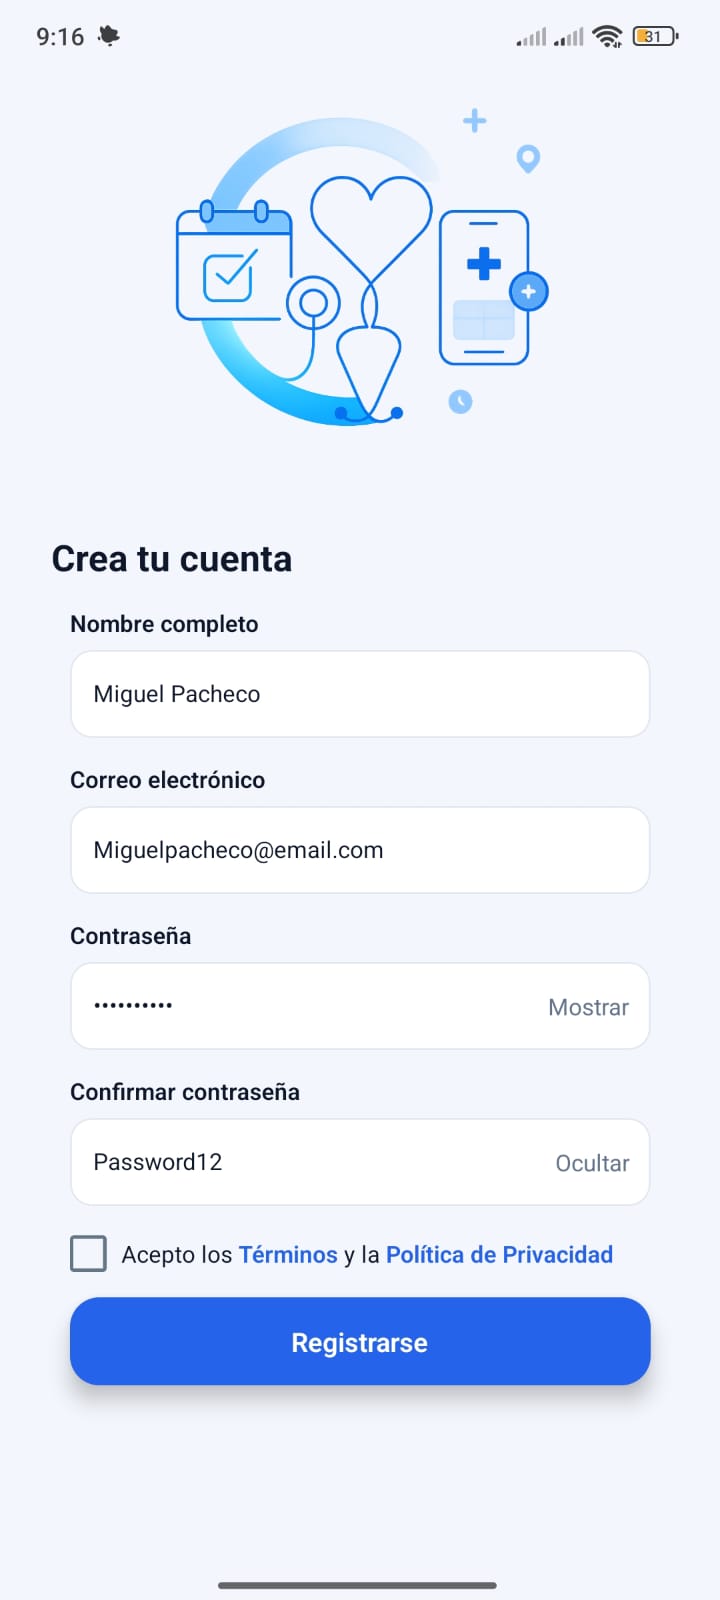 9:16
31
Crea tu cuenta
Nombre completo
Miguel Pacheco
Correo electrónico
Miguelpacheco@email.com
Contraseña
•••••••••• Mostrar
Confirmar contraseña
Password12 Ocultar
Acepto los Términos y la Política de Privacidad
Registrarse